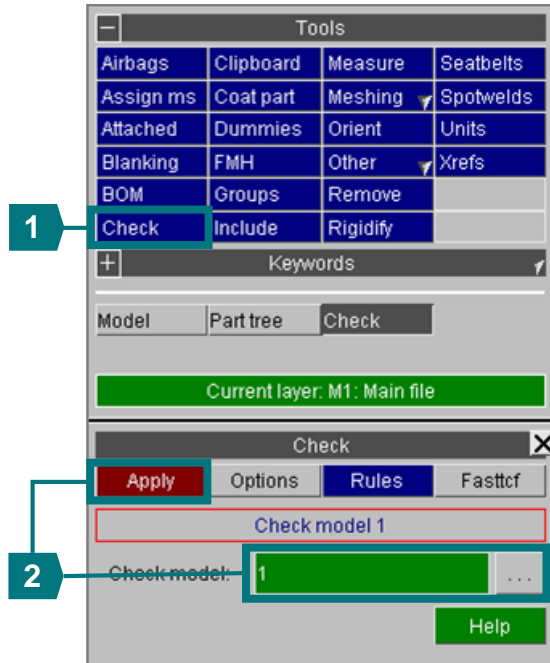 Tools
Airbags Clipboard Measure Seatbelts
Assign ms Coat part Meshing Spotwelds
Attached Dummies Orient Units
Blanking FMH Other Xrefs
BOM Groups Remove
1 Check Include Rigidify
Keywords
Model Part tree Check
Current layer: M1: Main file
Check X
Apply Options Rules Fasttcf
Check model 1
2 Check model: 1 ...
Help